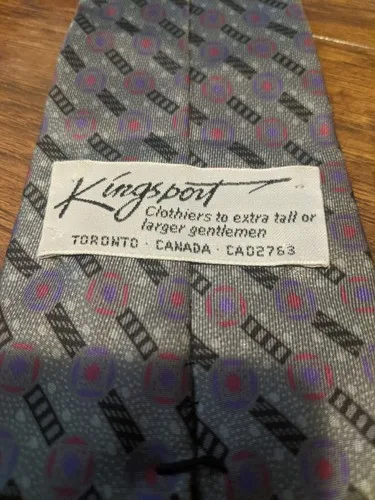 Kingsport
Clothiers to extra tall or
larger gentlemen
TORONTO · CANADA · CA02763